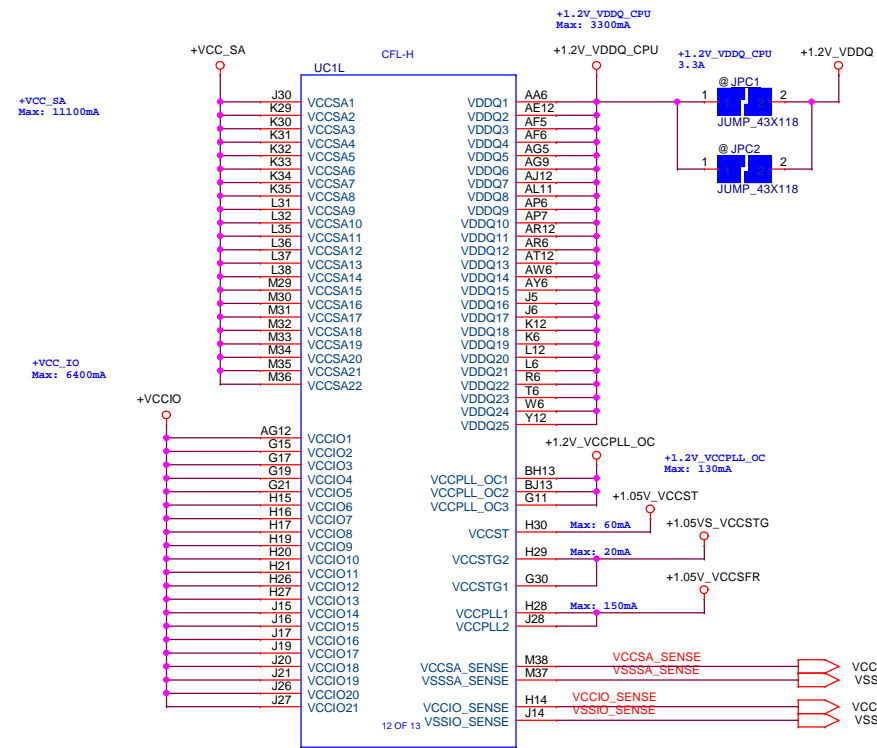 +1.2V_VDDQ_CPU
Max: 3300mA
+VCC_SA
CFL-H
+1.2V_VDDQ_CPU
+1.2V_VDDQ_CPU
3.3A
+1.2V_VDDQ
UC1L
+VCC_SA
Max: 11100mA
@ JPC1
1 1 2 2
JUMP_43X118
@ JPC2
1 1 2 2
JUMP_43X118
J30 VCCSA1 VDDQ1 AA6
K29 VCCSA2 VDDQ2 AE12
K30 VCCSA3 VDDQ3 AF5
K31 VCCSA4 VDDQ4 AF6
K32 VCCSA5 VDDQ5 AG5
K33 VCCSA6 VDDQ6 AG9
K34 VCCSA7 VDDQ7 AJ12
K35 VCCSA8 VDDQ8 AL11
L31 VCCSA9 VDDQ9 AP6
L32 VCCSA10 VDDQ10 AP7
L35 VCCSA11 VDDQ11 AR12
L36 VCCSA12 VDDQ12 AR6
L37 VCCSA13 VDDQ13 AT12
L38 VCCSA14 VDDQ14 AW6
M29 VCCSA15 VDDQ15 AY6
M30 VCCSA16 VDDQ16 J5
M31 VCCSA17 VDDQ17 J6
M32 VCCSA18 VDDQ18 K12
M33 VCCSA19 VDDQ19 K6
M34 VCCSA20 VDDQ20 L12
M35 VCCSA21 VDDQ21 L6
M36 VCCSA22 VDDQ22 R6
VDDQ23 T6
VDDQ24 W6
VDDQ25 Y12
+VCC_IO
Max: 6400mA
+VCCIO
+1.2V_VCCPLL_OC
+1.2V_VCCPLL_OC
Max: 130mA
AG12 VCCIO1
G15 VCCIO2
G17 VCCIO3
G19 VCCIO4 VCCPLL_OC1 BH13
G21 VCCIO5 VCCPLL_OC2 BJ13
H15 VCCIO6 VCCPLL_OC3 G11
+1.05V_VCCST
H16 VCCIO7
H17 VCCIO8 VCCST H30 Max: 60mA
+1.05VS_VCCSTG
H19 VCCIO9
H20 VCCIO10 VCCSTG2 H29 Max: 20mA
H21 VCCIO11
H26 VCCIO12 VCCSTG1 G30
+1.05V_VCCSFR
H27 VCCIO13
J15 VCCIO14 VCCPLL1 H28 Max: 150mA
J16 VCCIO15 VCCPLL2 J28
J17 VCCIO16
J19 VCCIO17
J20 VCCIO18 VCCSA_SENSE M38 VCCSA_SENSE VCC
J21 VCCIO19 VSSSA_SENSE M37 VSSSA_SENSE VSS
J26 VCCIO20
J27 VCCIO21 VCCIO_SENSE H14 VCCIO_SENSE VCC
VSSIO_SENSE J14 VSSIO_SENSE VSS
12 OF 13